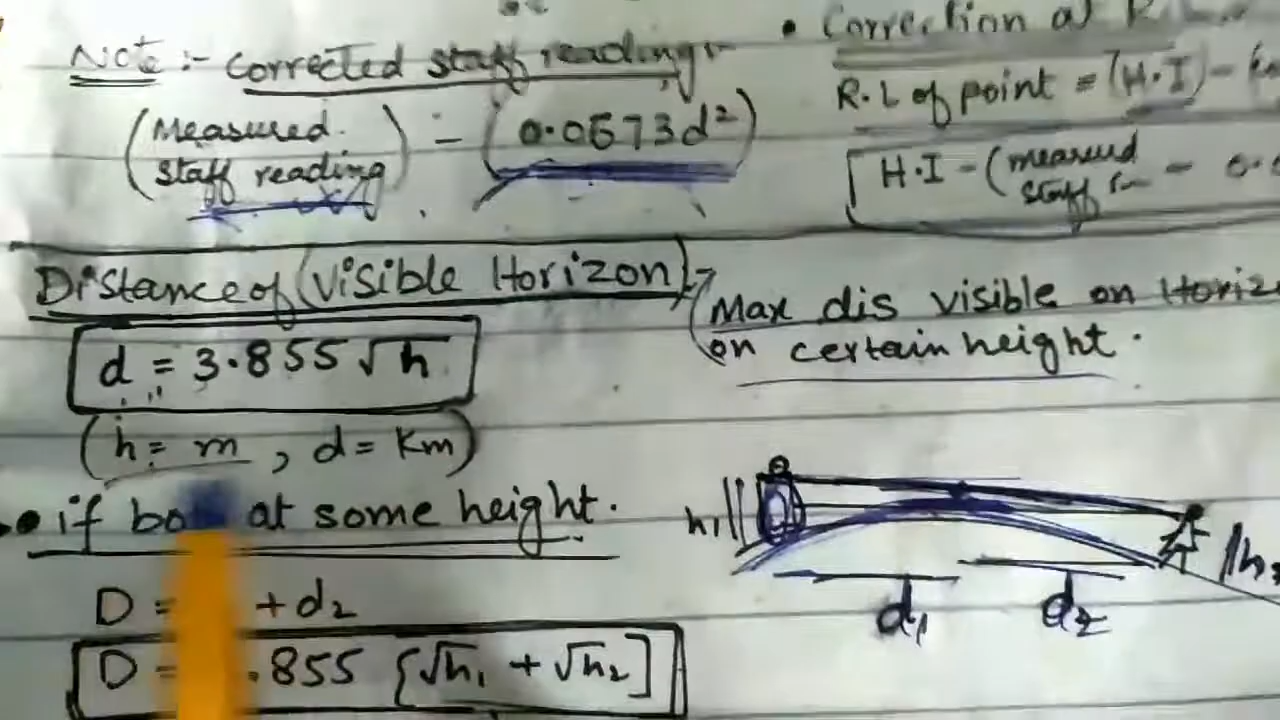 Note :- Corrected staff reading :-
(Measured staff reading) - (0.0673d²)
• Correction at
R.L of point = (H.I) -
H.I - (measured staff -
Distance of (Visible Horizon) :-
(Max dis visible on
on certain height.
d = 3.855 √h
(h = m, d = Km)
• if at some height.
D = + d₂
D = .855 [√h₁ + √h₂]
h₁
d₁
d₂